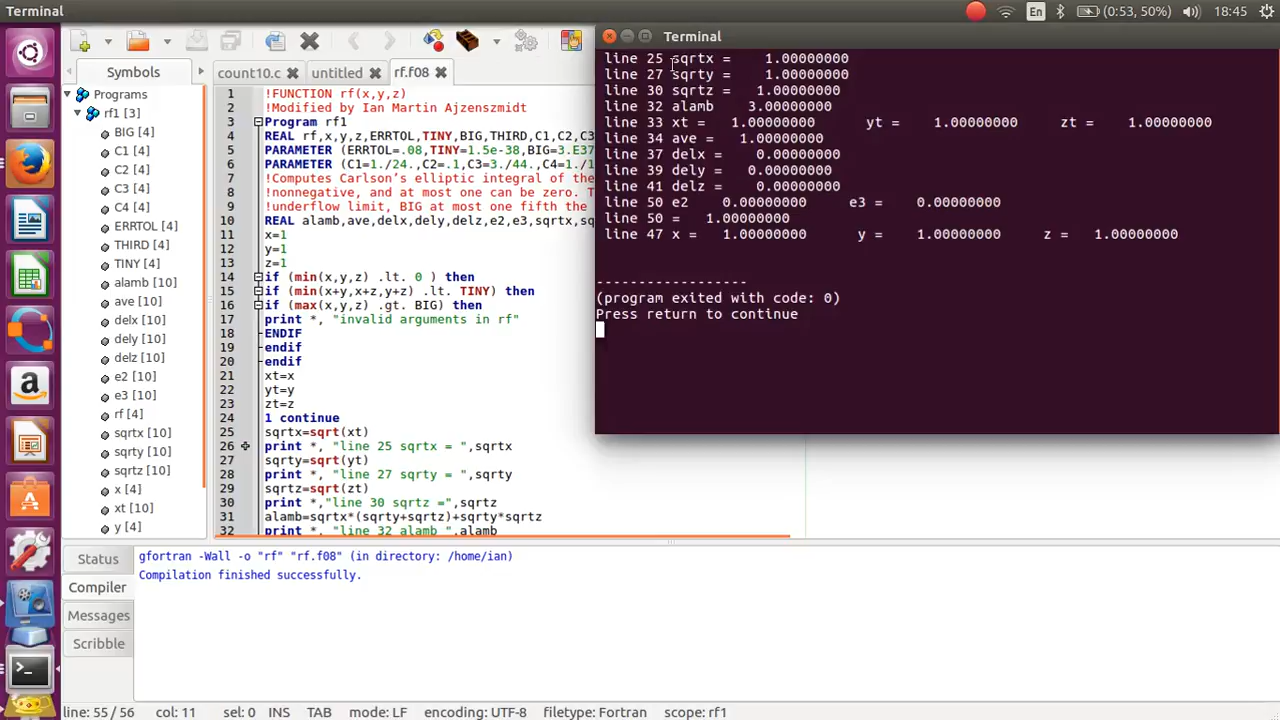 Terminal
En
(0:53, 50%)
18:45
Symbols
Programs
rf1 [3]
BIG [4]
C1 [4]
C2 [4]
C3 [4]
C4 [4]
ERRTOL [4]
THIRD [4]
TINY [4]
alamb [10]
ave [10]
delx [10]
dely [10]
delz [10]
e2 [10]
e3 [10]
rf [4]
sqrtx [10]
sqrty [10]
sqrtz [10]
x [4]
xt [10]
y [4]
count10.c
untitled
rf.f08
1 !FUNCTION rf(x,y,z)
2 !Modified by Ian Martin Ajzenszmidt
3 Program rf1
4 REAL rf,x,y,z,ERRTOL,TINY,BIG,THIRD,C1,C2,C3
5 PARAMETER (ERRTOL=.08,TINY=1.5e-38,BIG=3.E37
6 PARAMETER (C1=1./24.,C2=.1,C3=3./44.,C4=1./1
7 !Computes Carlson's elliptic integral of the
8 !nonnegative, and at most one can be zero. T
9 !underflow limit, BIG at most one fifth the
10 REAL alamb,ave,delx,dely,delz,e2,e3,sqrtx,sq
11 x=1
12 y=1
13 z=1
14 if (min(x,y,z) .lt. 0 ) then
15 if (min(x+y,x+z,y+z) .lt. TINY) then
16 if (max(x,y,z) .gt. BIG) then
17 print *, "invalid arguments in rf"
18 ENDIF
19 endif
20 endif
21 xt=x
22 yt=y
23 zt=z
24 1 continue
25 sqrtx=sqrt(xt)
26 print *, "line 25 sqrtx = ",sqrtx
27 sqrty=sqrt(yt)
28 print *, "line 27 sqrty = ",sqrty
29 sqrtz=sqrt(zt)
30 print *,"line 30 sqrtz =",sqrtz
31 alamb=sqrtx*(sqrty+sqrtz)+sqrty*sqrtz
32 print *, "line 32 alamb ",alamb
Terminal
line 25 sqrtx = 1.00000000
line 27 sqrty = 1.00000000
line 30 sqrtz = 1.00000000
line 32 alamb 3.00000000
line 33 xt = 1.00000000 yt = 1.00000000 zt = 1.00000000
line 34 ave = 1.00000000
line 37 delx = 0.00000000
line 39 dely = 0.00000000
line 41 delz = 0.00000000
line 50 e2 0.00000000 e3 = 0.00000000
line 50 = 1.00000000
line 47 x = 1.00000000 y = 1.00000000 z = 1.00000000
------------------
(program exited with code: 0)
Press return to continue
Status
Compiler
Messages
Scribble
gfortran -Wall -o "rf" "rf.f08" (in directory: /home/ian)
Compilation finished successfully.
line: 55 / 56 col: 11 sel: 0 INS TAB mode: LF encoding: UTF-8 filetype: Fortran scope: rf1